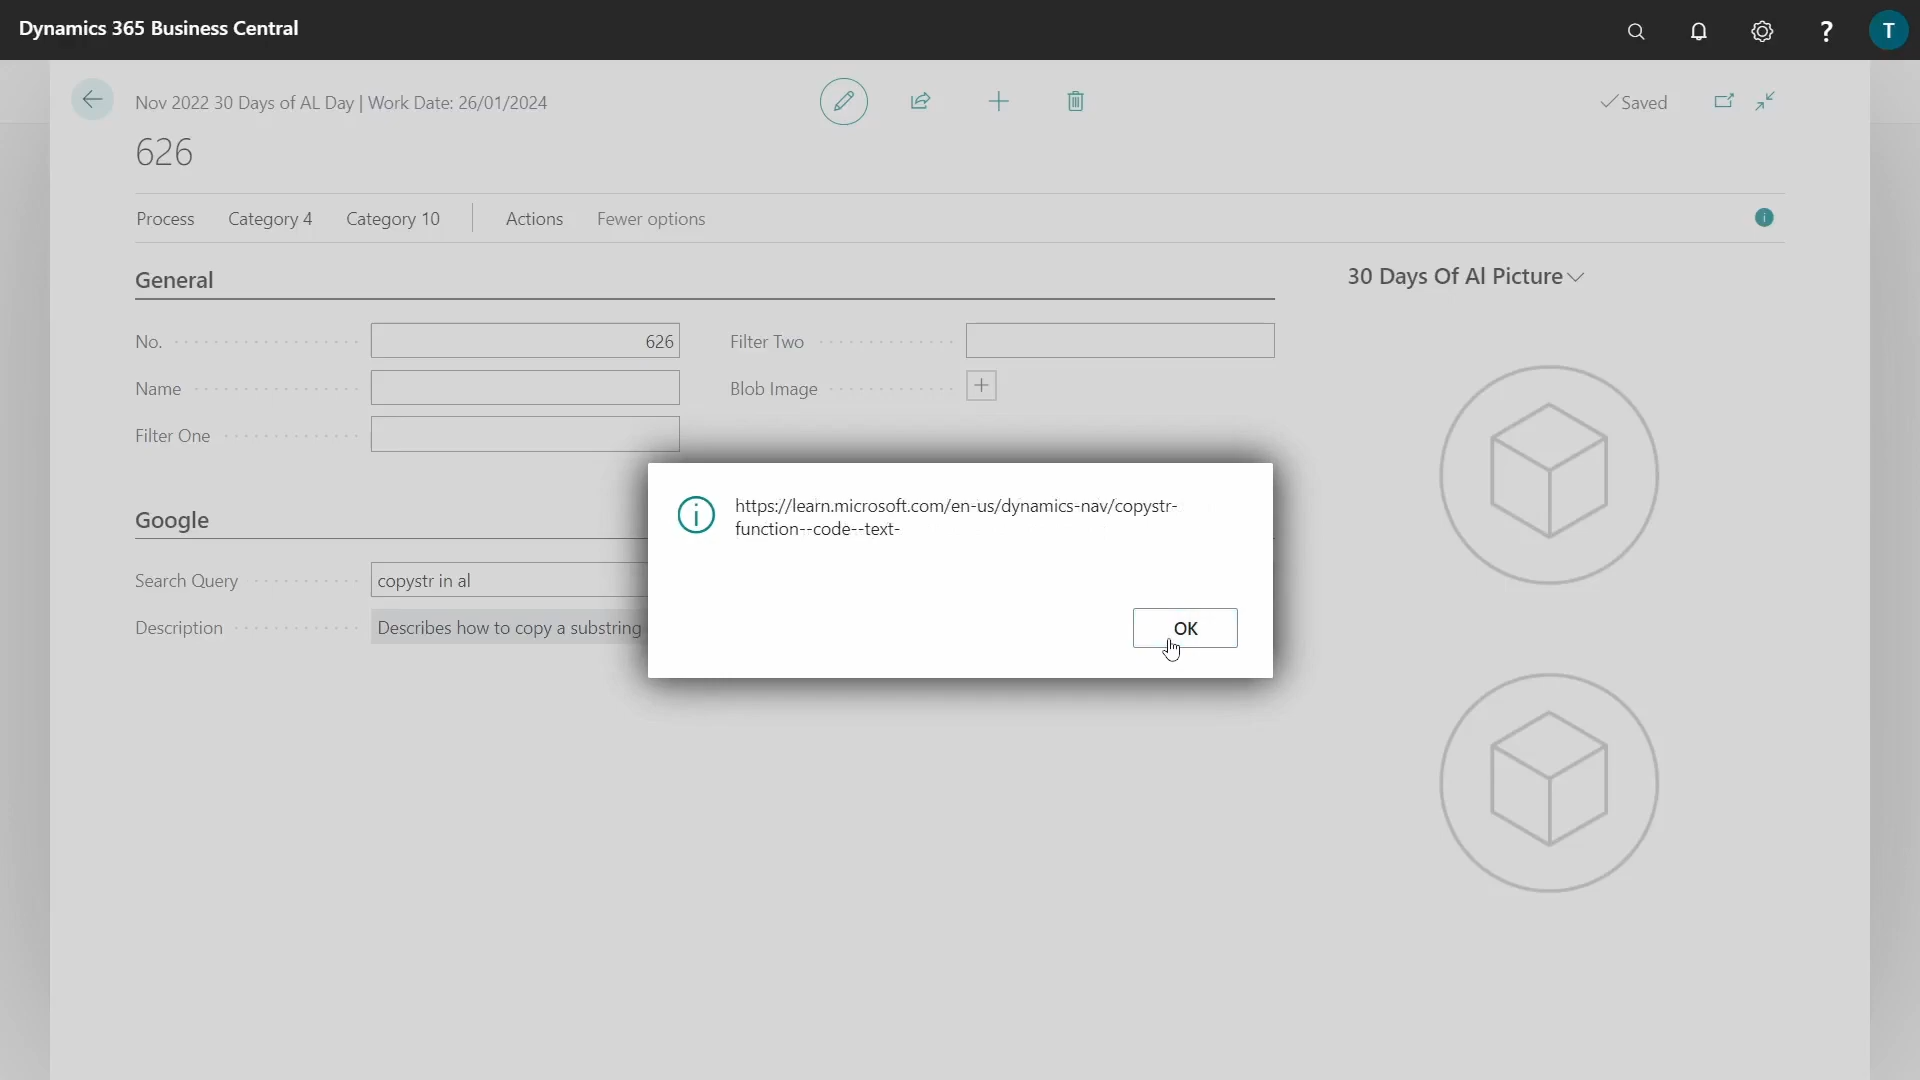 Dynamics 365 Business Central
T
Nov 2022 30 Days of AL Day | Work Date: 26/01/2024
Saved
626
Process
Category 4
Category 10
Actions
Fewer options
General
30 Days Of Al Picture
No.
626
Filter Two
Name
Blob Image
Filter One
Google
Search Query
copystr in al
Description
Describes how to copy a substring
https://learn.microsoft.com/en-us/dynamics-nav/copystr-
function--code--text-
OK